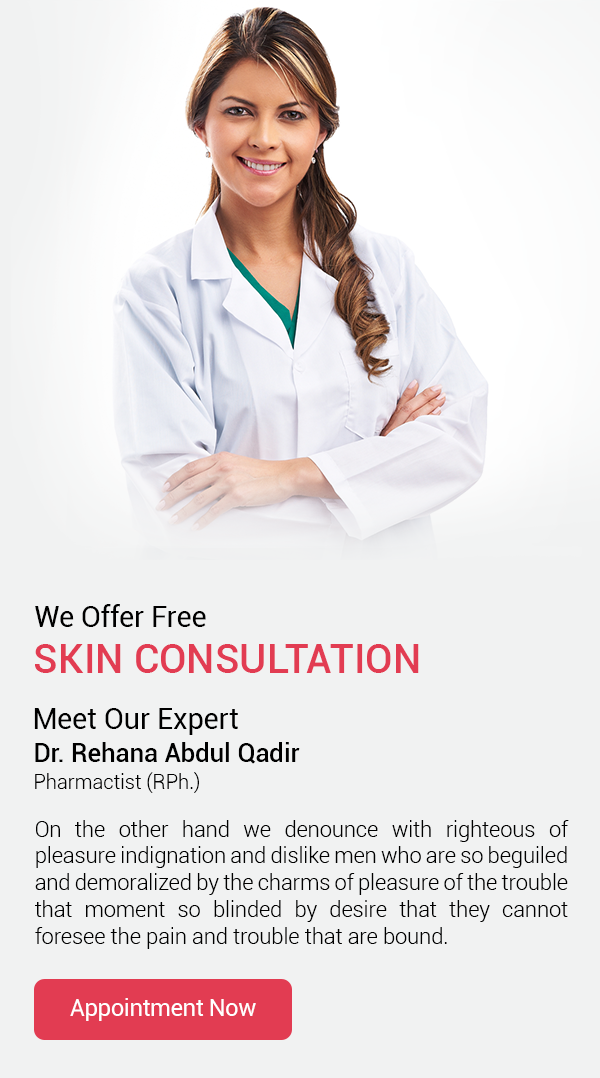 We Offer Free
SKIN CONSULTATION
Meet Our Expert
Dr. Rehana Abdul Qadir
Pharmactist (RPh.)
On the other hand we denounce with righteous of
pleasure indignation and dislike men who are so beguiled
and demoralized by the charms of pleasure of the trouble
that moment so blinded by desire that they cannot
foresee the pain and trouble that are bound.
Appointment Now